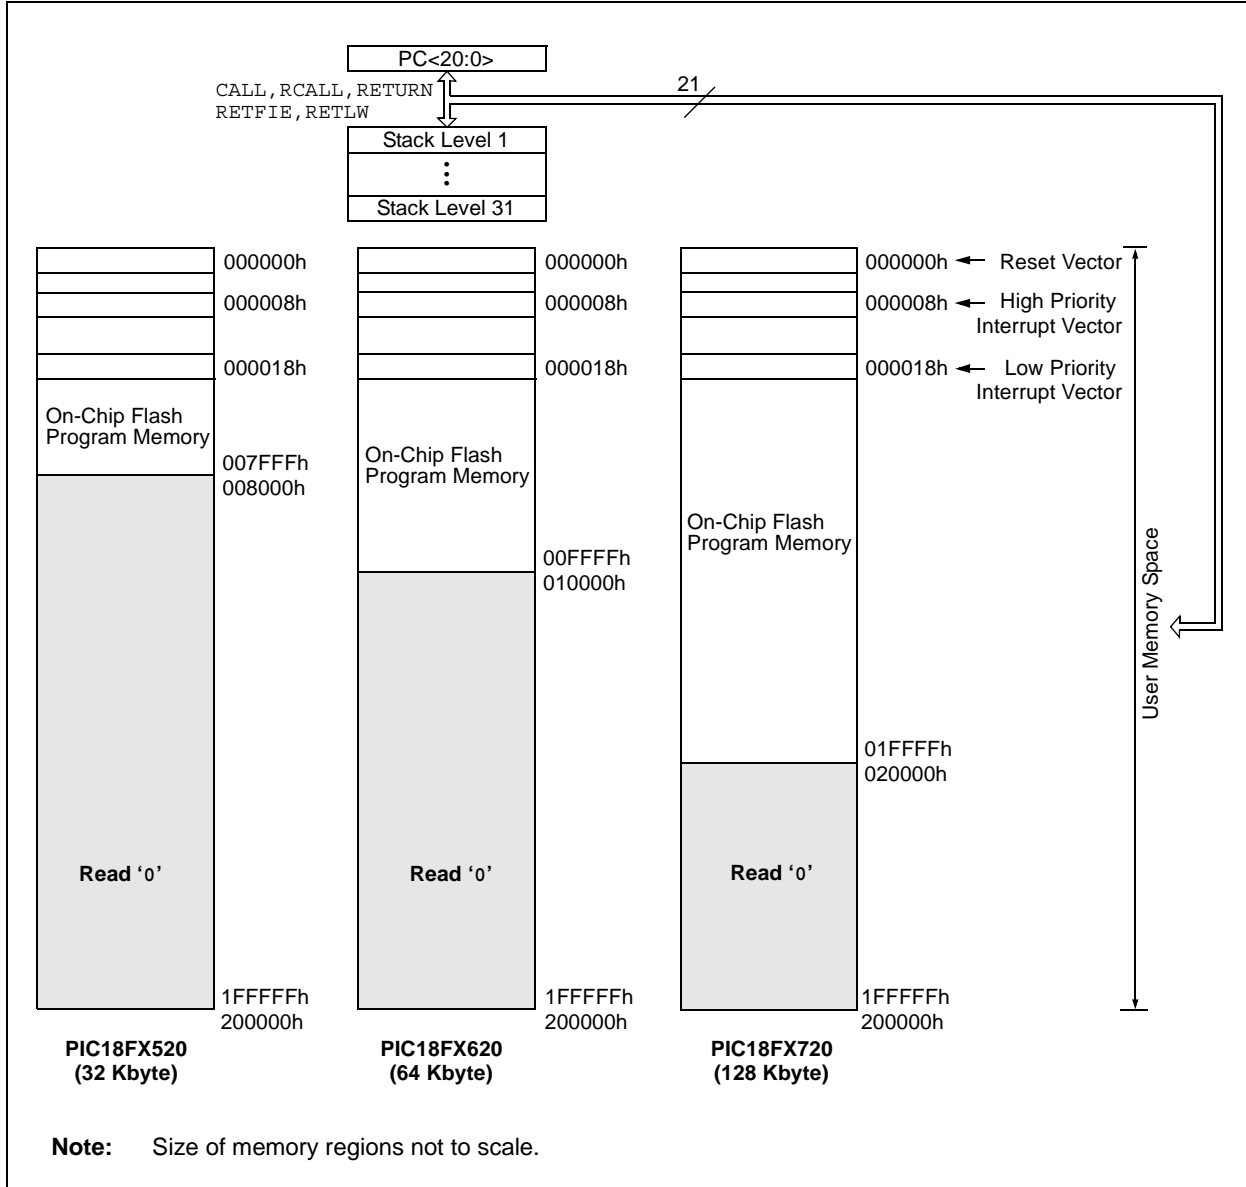 PC<20:0>
CALL,RCALL,RETURN
RETFIE,RETLW
21
Stack Level 1
Stack Level 31
000000h
000008h
000018h
On-Chip Flash
Program Memory
007FFFh
008000h
Read ‘0’
1FFFFFh
200000h
PIC18FX520
(32 Kbyte)
000000h
000008h
000018h
On-Chip Flash
Program Memory
00FFFFh
010000h
Read ‘0’
1FFFFFh
200000h
PIC18FX620
(64 Kbyte)
000000h
Reset Vector
000008h
High Priority
Interrupt Vector
000018h
Low Priority
Interrupt Vector
On-Chip Flash
Program Memory
01FFFFh
020000h
Read ‘0’
1FFFFFh
200000h
PIC18FX720
(128 Kbyte)
User Memory Space
Note: Size of memory regions not to scale.